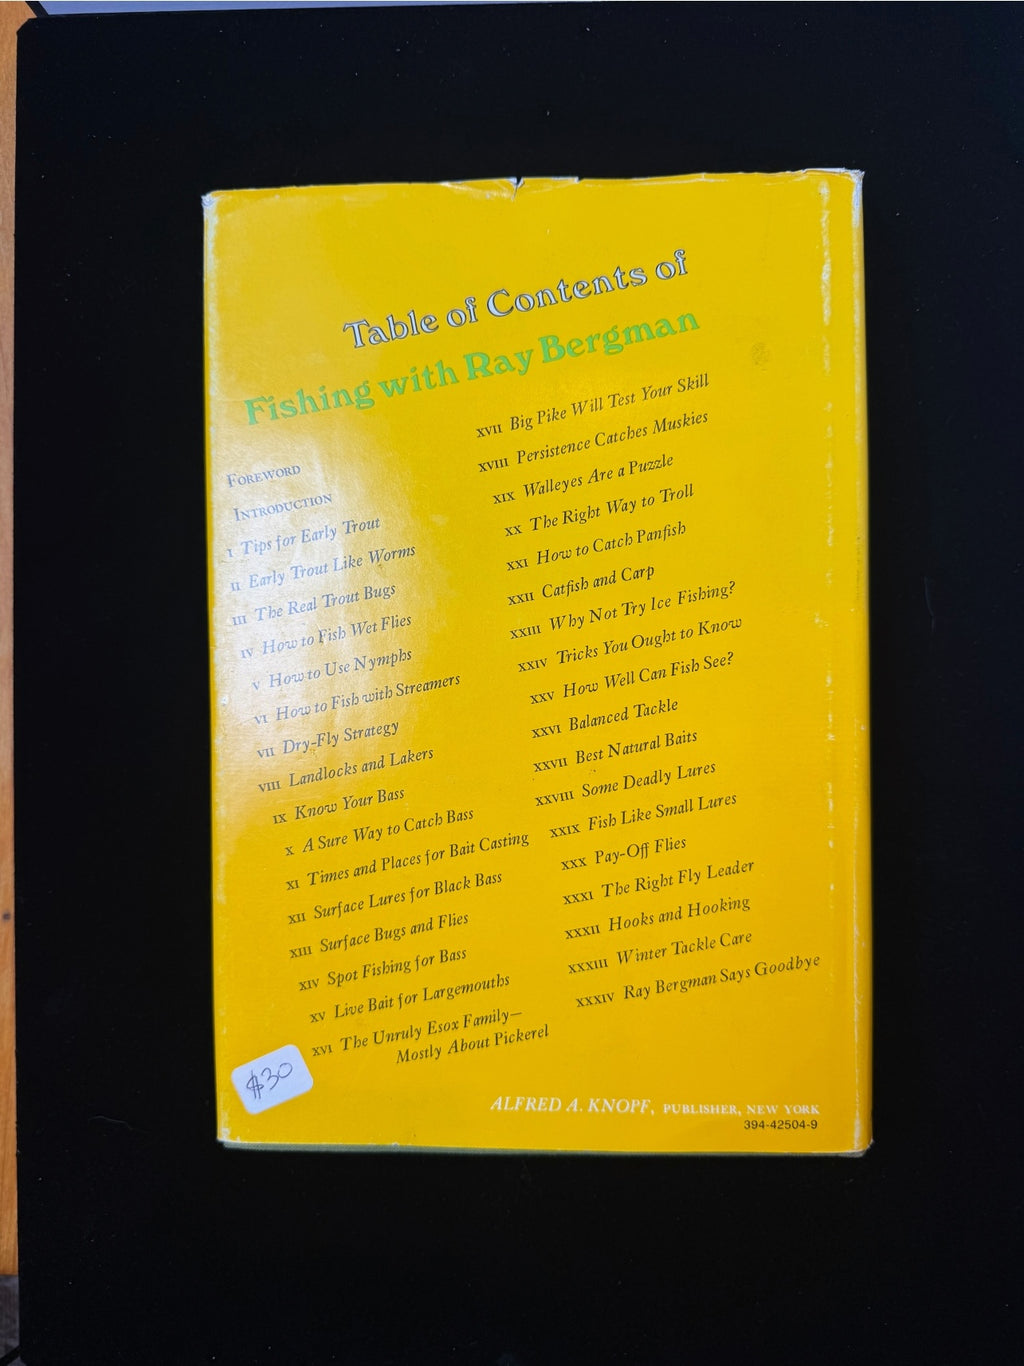 Table of Contents of
Fishing with Ray Bergman
FOREWORD
INTRODUCTION
I Tips for Early Trout
II Early Trout Like Worms
III The Real Trout Bugs
IV How to Fish Wet Flies
V How to Use Nymphs
VI How to Fish with Streamers
VII Dry-Fly Strategy
VIII Landlocks and Lakers
IX Know Your Bass
X A Sure Way to Catch Bass
XI Times and Places for Bait Casting
XII Surface Lures for Black Bass
XIII Surface Bugs and Flies
XIV Spot Fishing for Bass
XV Live Bait for Largemouths
XVI The Unruly Esox Family—
Mostly About Pickerel
XVII Big Pike Will Test Your Skill
XVIII Persistence Catches Muskies
XIX Walleyes Are a Puzzle
XX The Right Way to Troll
XXI How to Catch Panfish
XXII Catfish and Carp
XXIII Why Not Try Ice Fishing?
XXIV Tricks You Ought to Know
XXV How Well Can Fish See?
XXVI Balanced Tackle
XXVII Best Natural Baits
XXVIII Some Deadly Lures
XXIX Fish Like Small Lures
XXX Pay-Off Flies
XXXI The Right Fly Leader
XXXII Hooks and Hooking
XXXIII Winter Tackle Care
XXXIV Ray Bergman Says Goodbye
$30
ALFRED A. KNOPF, PUBLISHER, NEW YORK
394-42504-9